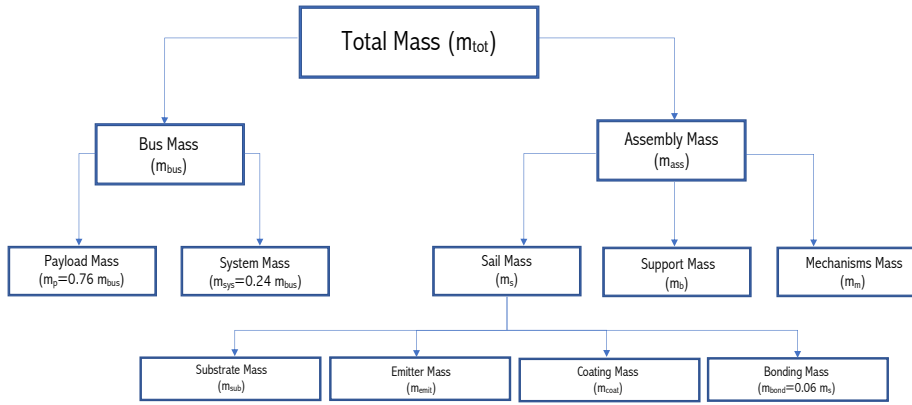 Total Mass (mtot)
Bus Mass
(mbus)
Assembly Mass
(mass)
Payload Mass
(mp=0.76 mbus)
System Mass
(msys=0.24 mbus)
Sail Mass
(ms)
Support Mass
(mb)
Mechanisms Mass
(mm)
Substrate Mass
(msub)
Emitter Mass
(memit)
Coating Mass
(mcoat)
Bonding Mass
(mbond=0.06 ms)